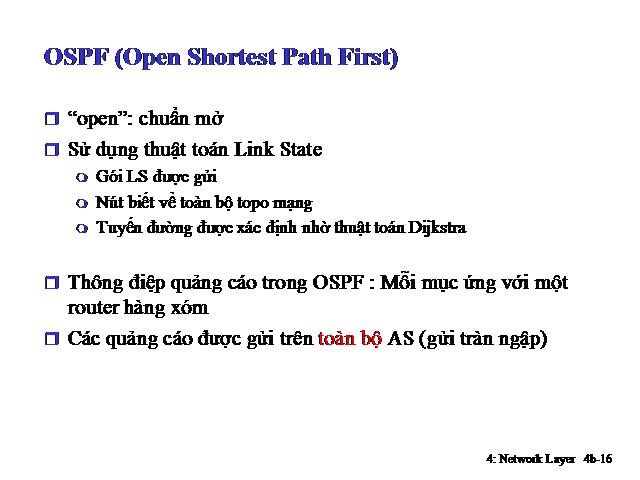 OSPF (Open Shortest Path First)
“open”: chuẩn mở
Sử dụng thuật toán Link State
Gói LS được gửi
Nút biết về toàn bộ topo mạng
Tuyến đường được xác định nhờ thuật toán Dijkstra
Thông điệp quảng cáo trong OSPF : Mỗi mục ứng với một
router hàng xóm
Các quảng cáo được gửi trên toàn bộ AS (gửi tràn ngập)
4: Network Layer 4b-16